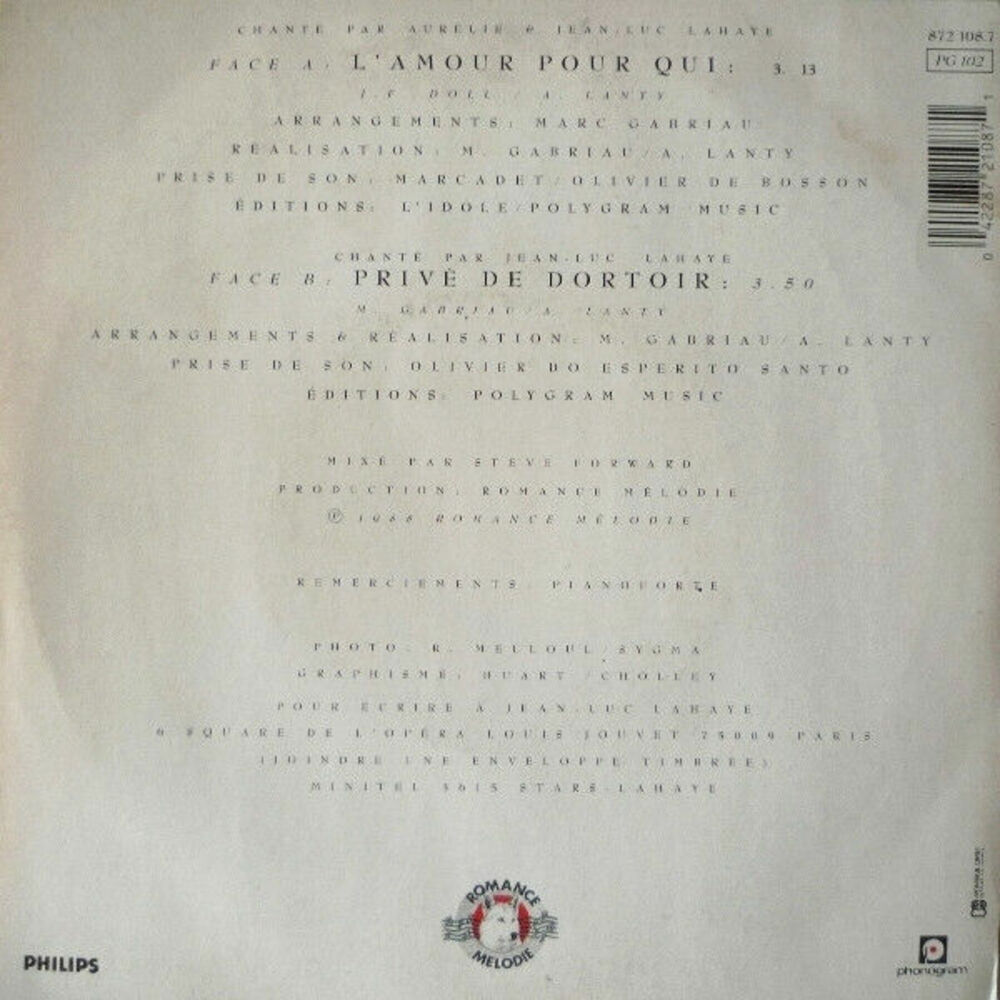 CHANTÉ PAR AURÉLIE & JEAN-LUC LAHAYE
FACE A: L'AMOUR POUR QUI: 3. 13
J.C. DOLL / A. LANTY
ARRANGEMENTS: MARC GABRIAU
RÉALISATION: M. GABRIAU/A. LANTY
PRISE DE SON: MARCADET/OLIVIER DE BOSSON
ÉDITIONS: L'IDOLE/POLYGRAM MUSIC
CHANTÉ PAR JEAN-LUC LAHAYE
FACE B: PRIVÉ DE DORTOIR: 3.50
M. GABRIAU/A. LANTY
ARRANGEMENTS & RÉALISATION: M. GABRIAU/A. LANTY
PRISE DE SON: OLIVIER DO ESPERITO SANTO
ÉDITIONS: POLYGRAM MUSIC
MIXÉ PAR STEVE FORWARD
PRODUCTION: ROMANCE MÉLODIE
Ⓟ 1988 ROMANCE MÉLODIE
REMERCIEMENTS: PIANOFORTE
PHOTO: R. MELLOUL/SYGMA
GRAPHISME: HUART/CHOLLEY
POUR ÉCRIRE À JEAN-LUC LAHAYE
6 SQUARE DE L'OPÉRA LOUIS JOUVET 75009 PARIS
(JOINDRE UNE ENVELOPPE TIMBRÉE)
MINITEL 3615 STARS-LAHAYE
872 108.7
PG 102
0 42287 21087 1
ROMANCE
MÉLODIE
PHILIPS
phonogram